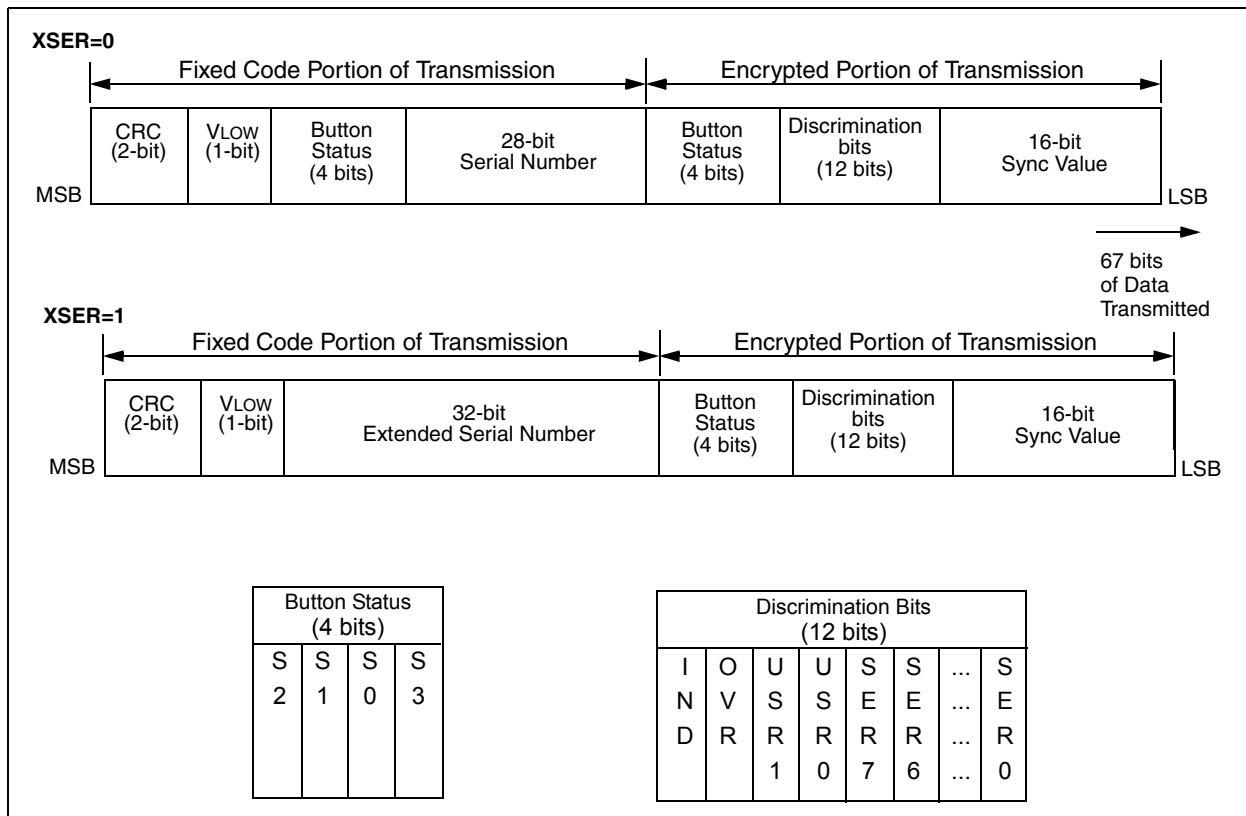 XSER=0
Fixed Code Portion of Transmission
Encrypted Portion of Transmission
CRC
(2-bit)
VLOW
(1-bit)
Button
Status
(4 bits)
28-bit
Serial Number
Button
Status
(4 bits)
Discrimination
bits
(12 bits)
16-bit
Sync Value
MSB
LSB
67 bits
of Data
Transmitted
XSER=1
Fixed Code Portion of Transmission
Encrypted Portion of Transmission
CRC
(2-bit)
VLOW
(1-bit)
32-bit
Extended Serial Number
Button
Status
(4 bits)
Discrimination
bits
(12 bits)
16-bit
Sync Value
MSB
LSB
Button Status
(4 bits)
S S S S
2 1 0 3
Discrimination Bits
(12 bits)
I O U U S S ... S
N V S S E E ... E
D R R R R R ... R
1 0 7 6 ... 0